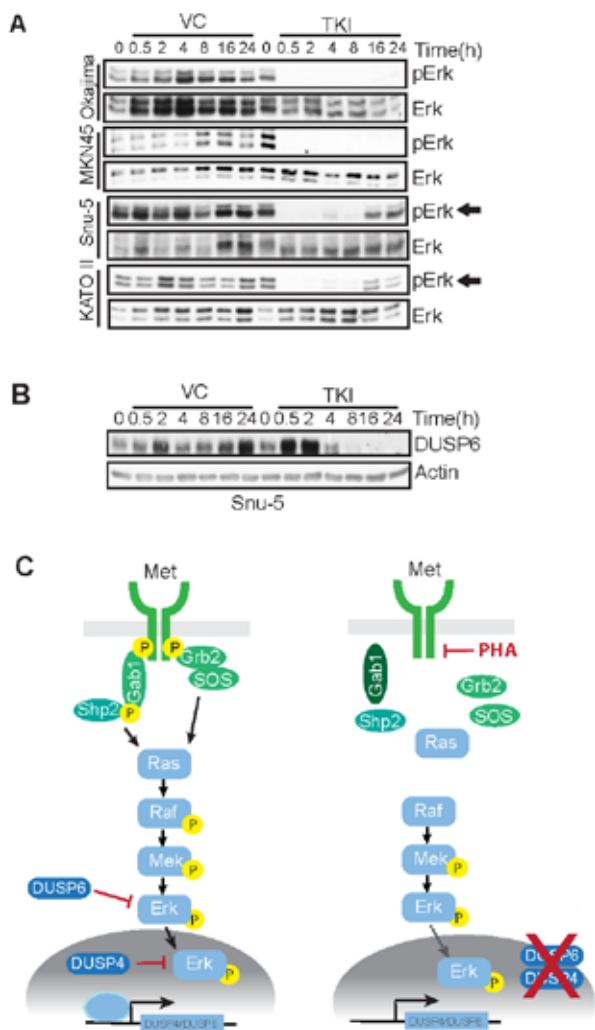 A
VC TKI
0 0.5 2 4 8 16 24 0 0.5 2 4 8 16 24 Time(h)
Okajima
pErk
Erk
MKN45
pErk
Erk
Snu-5
pErk
Erk
KATO II
pErk
Erk
B
VC TKI
0 0.5 2 4 8 16 24 0 0.5 2 4 8 16 24 Time(h)
DUSP6
Actin
Snu-5
C
Met Met
P P
Grb2
SOS
Gab1
Shp2 P
Ras
Raf P
Mek P
DUSP6
Erk P
DUSP4
Erk P
DUSP4/DUSP6
PHA
Gab1
Grb2
Shp2
SOS
Ras
Raf
Mek P
Erk P
DUSP6
DUSP4
Erk P
DUSP4/DUSP6